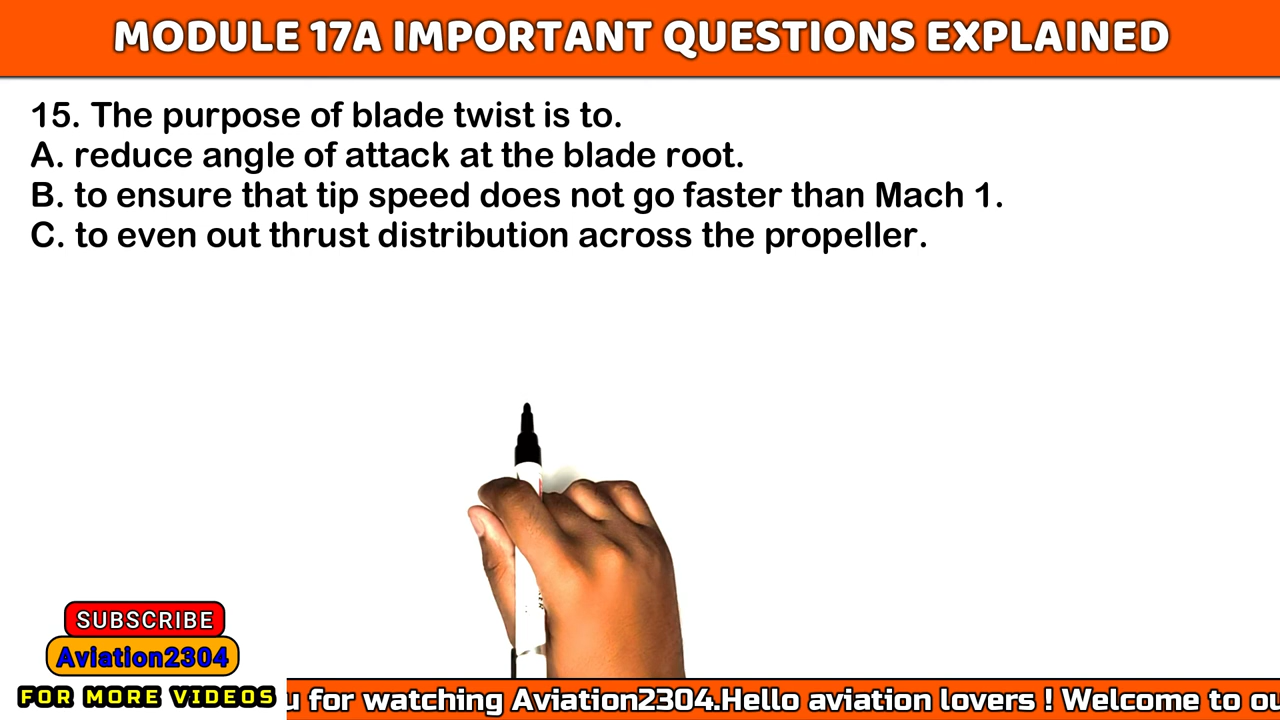 MODULE 17A IMPORTANT QUESTIONS EXPLAINED
15. The purpose of blade twist is to.
A. reduce angle of attack at the blade root.
B. to ensure that tip speed does not go faster than Mach 1.
C. to even out thrust distribution across the propeller.
SUBSCRIBE
Aviation2304
FOR MORE VIDEOS
u for watching Aviation2304.Hello aviation lovers ! Welcome to ou